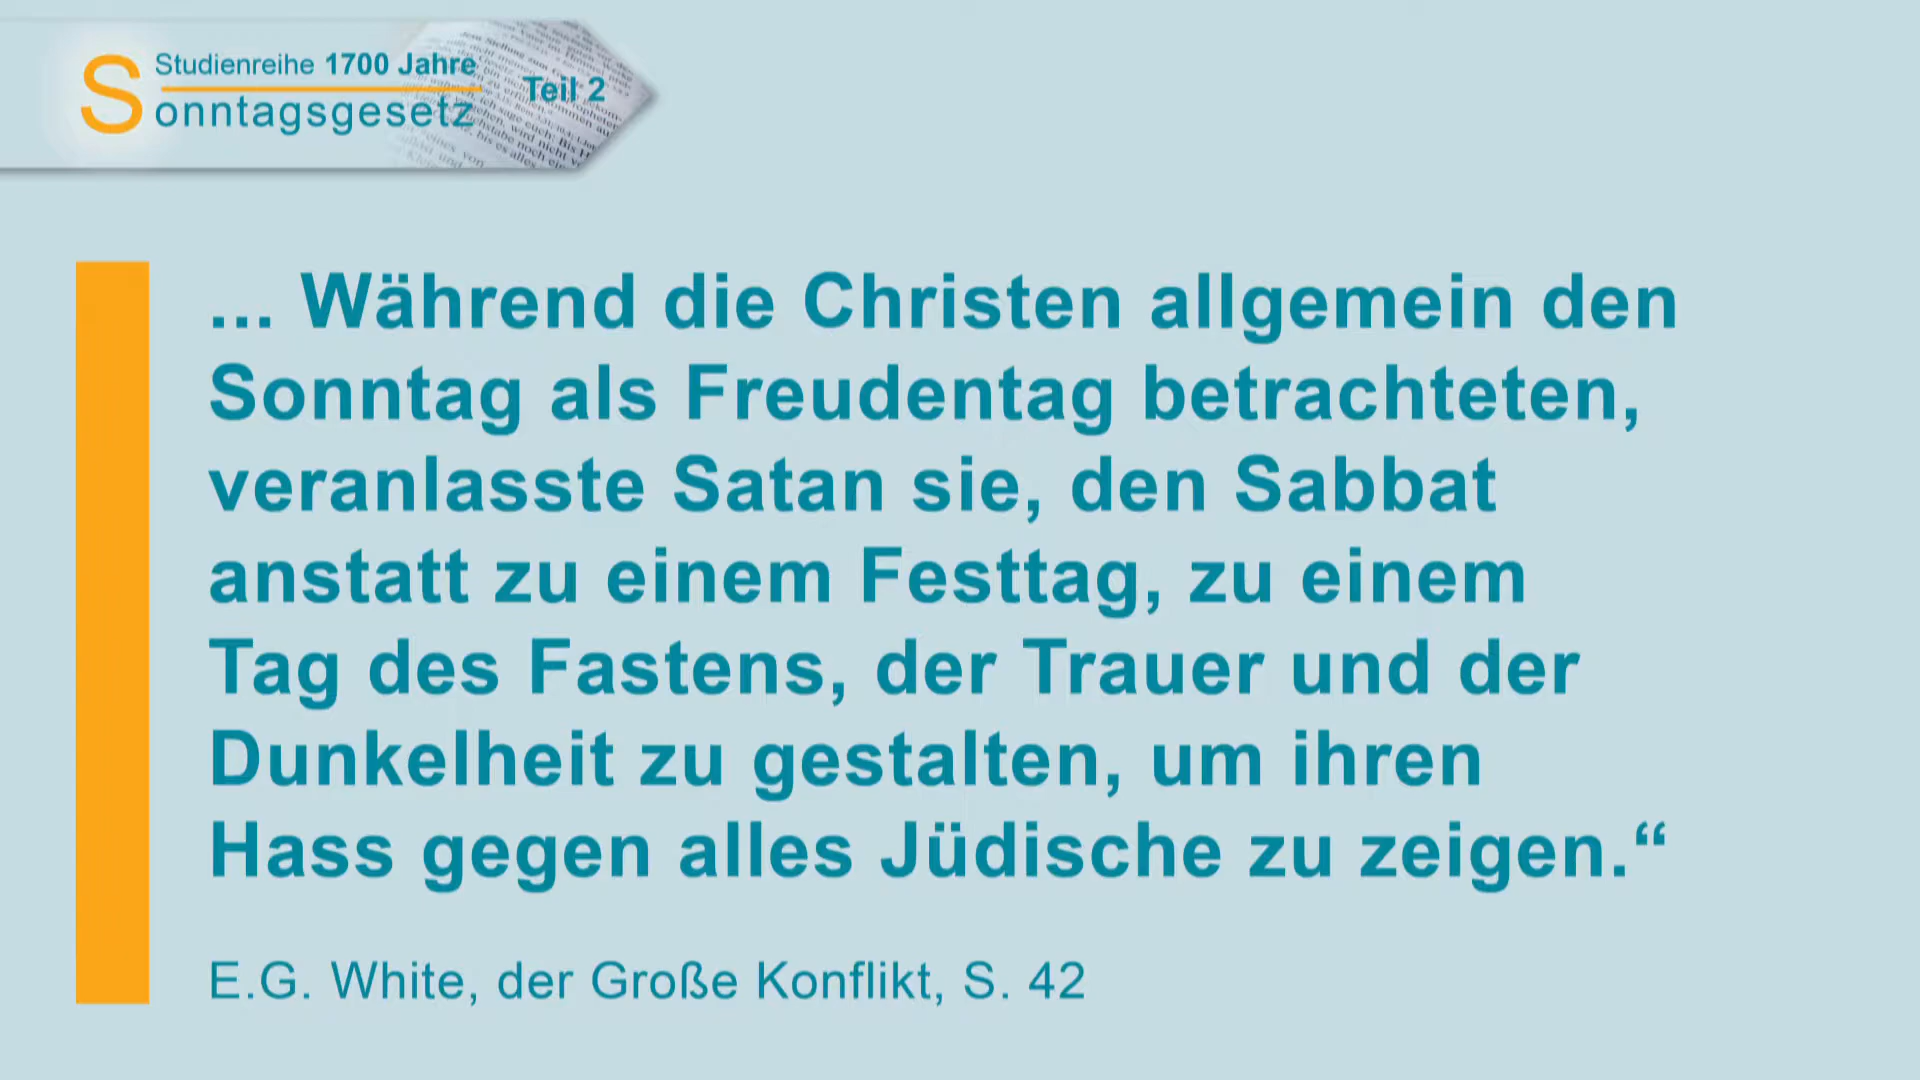 Studienreihe 1700 Jahre
Sonntagsgesetz
Teil 2
... Während die Christen allgemein den
Sonntag als Freudentag betrachteten,
veranlasste Satan sie, den Sabbat
anstatt zu einem Festtag, zu einem
Tag des Fastens, der Trauer und der
Dunkelheit zu gestalten, um ihren
Hass gegen alles Jüdische zu zeigen.“
E.G. White, der Große Konflikt, S. 42